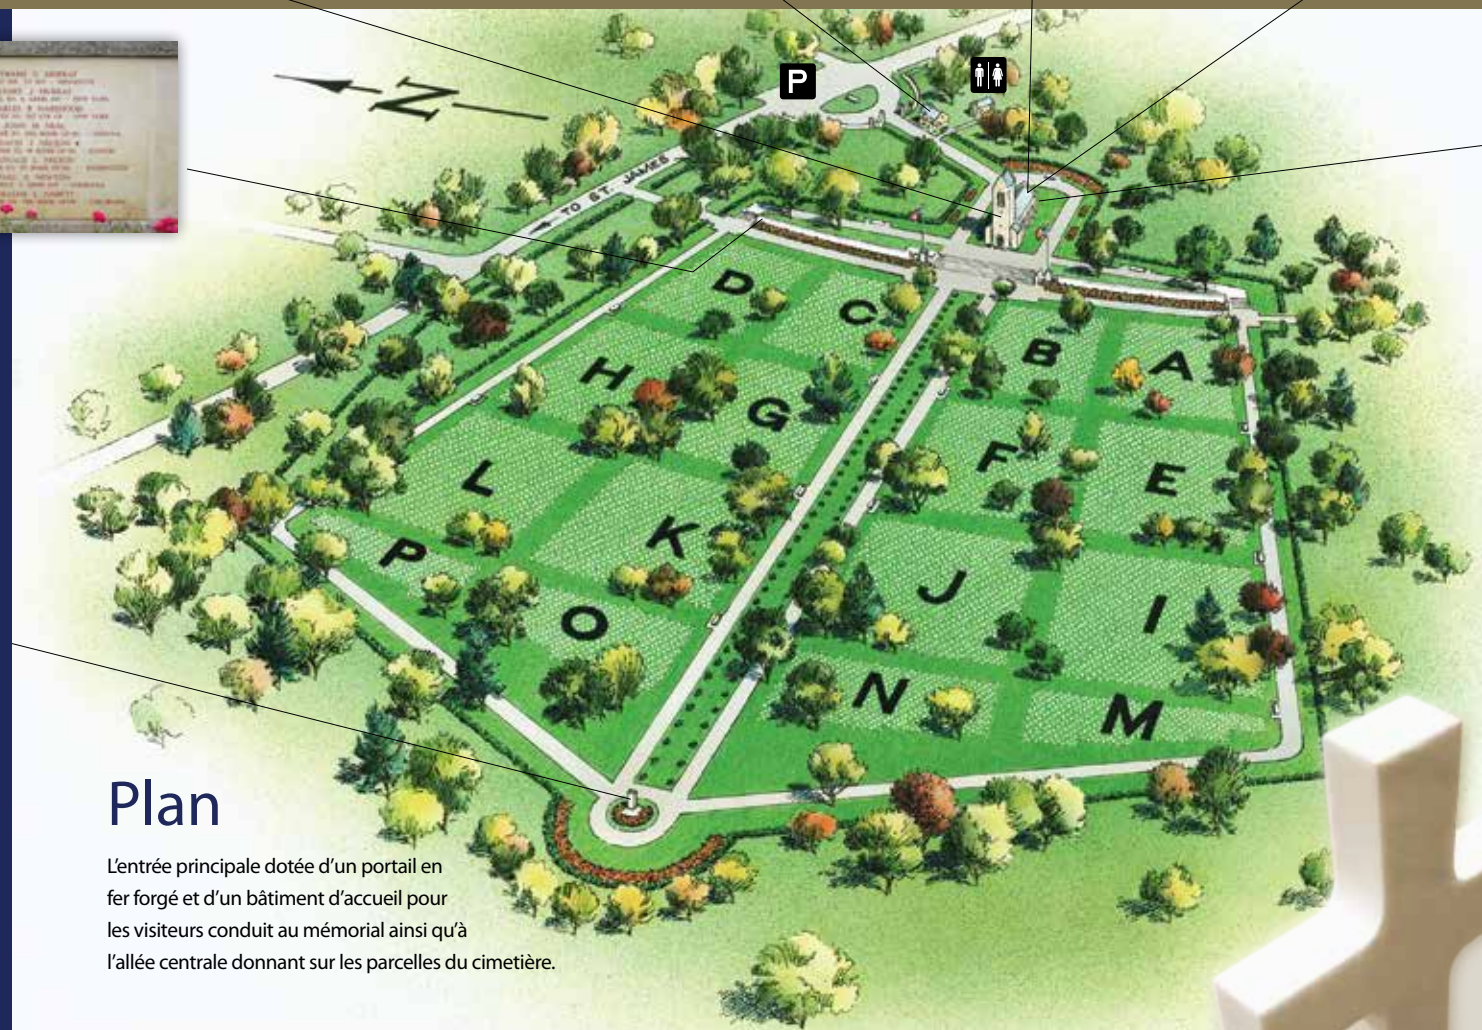 P
N
TO ST. JAMES
D
C
B
A
H
G
F
E
L
K
J
I
P
O
N
M
Plan
L'entrée principale dotée d'un portail en
fer forgé et d'un bâtiment d'accueil pour
les visiteurs conduit au mémorial ainsi qu'à
l'allée centrale donnant sur les parcelles du cimetière.